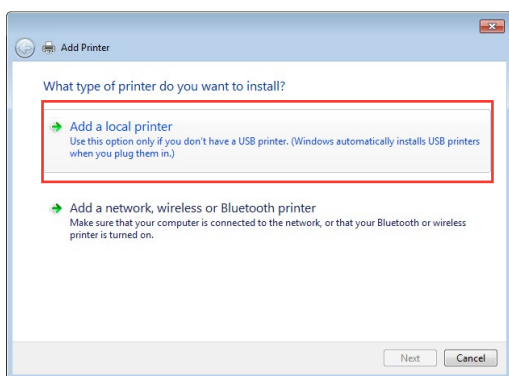 Add Printer
What type of printer do you want to install?
Add a local printer
Use this option only if you don't have a USB printer. (Windows automatically installs USB printers
when you plug them in.)
Add a network, wireless or Bluetooth printer
Make sure that your computer is connected to the network, or that your Bluetooth or wireless
printer is turned on.
Next Cancel